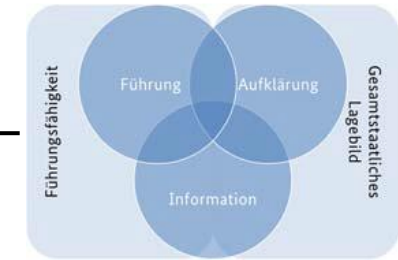 Führungsfähigkeit
Führung
Aufklärung
Information
Gesamtstaatliches
Lagebild